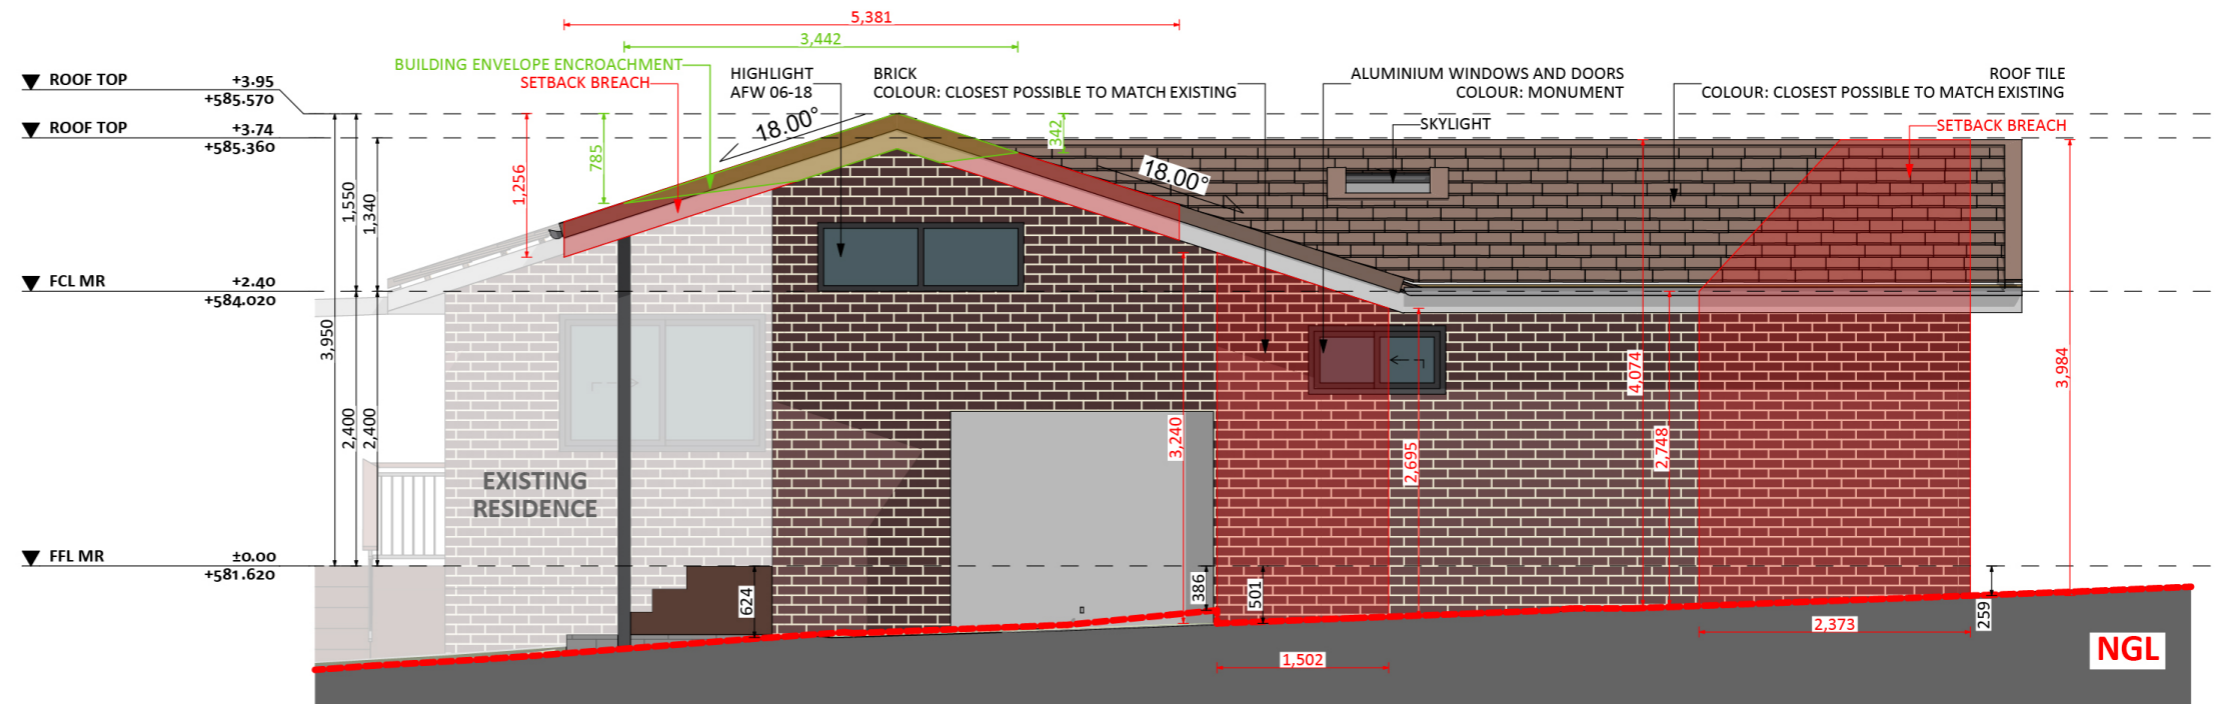 5,381
3,442
BUILDING ENVELOPE ENCROACHMENT
SETBACK BREACH
HIGHLIGHT
AFW 06-18
BRICK
COLOUR: CLOSEST POSSIBLE TO MATCH EXISTING
ALUMINIUM WINDOWS AND DOORS
COLOUR: MONUMENT
ROOF TILE
COLOUR: CLOSEST POSSIBLE TO MATCH EXISTING
SKYLIGHT
SETBACK BREACH
ROOF TOP +3.95
+585.570
ROOF TOP +3.74
+585.360
FCL MR +2.40
+584.020
FFL MR ±0.00
+581.620
3,950
1,550
1,340
2,400
2,400
1,256
785
18.00°
342
18.00°
EXISTING
RESIDENCE
624
3,240
386
501
2,695
4,074
2,748
3,984
259
1,502
2,373
NGL